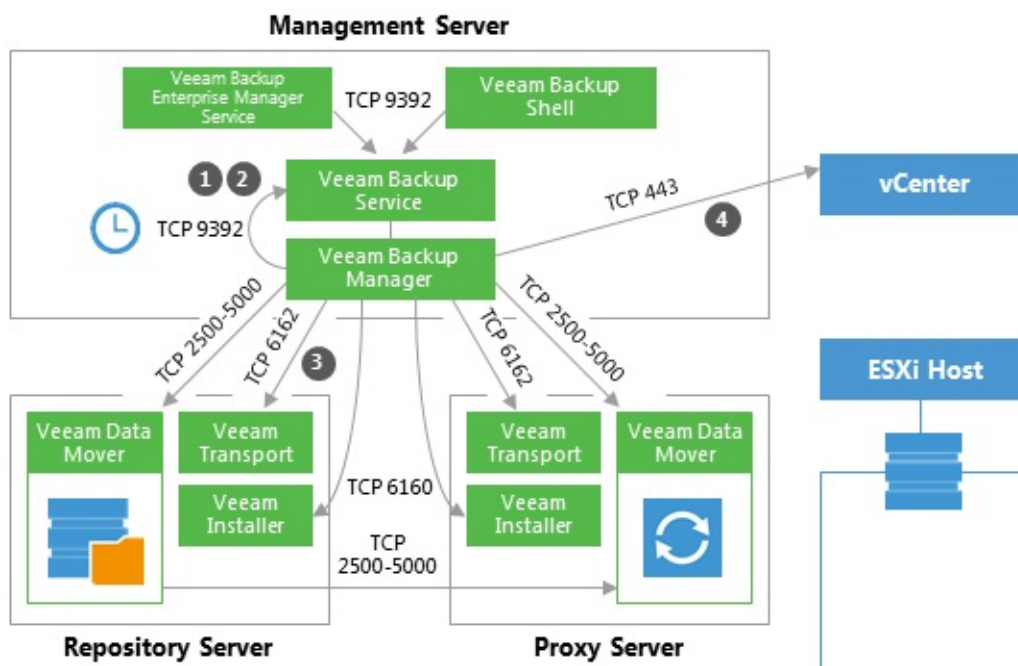 Management Server
Veeam Backup
Enterprise Manager
Service
TCP 9392
Veeam Backup
Shell
1 2
Veeam Backup
Service
TCP 9392
Veeam Backup
Manager
TCP 443
4
vCenter
TCP 2500-5000
TCP 6162
3
TCP 6162
TCP 2500-5000
ESXi Host
Veeam Data
Mover
Veeam
Transport
Veeam
Installer
TCP 6160
TCP
2500-5000
Veeam
Transport
Veeam
Installer
Veeam Data
Mover
Repository Server
Proxy Server